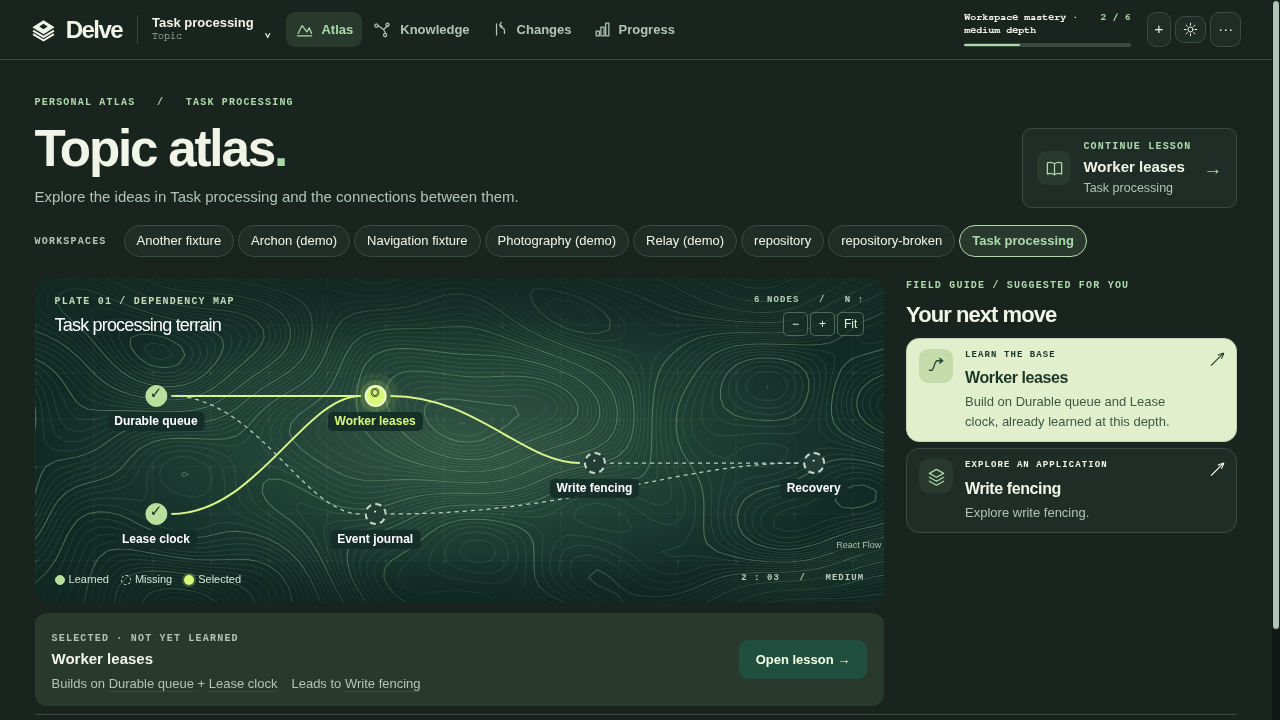 Delve
Task processing
Topic
Atlas
Knowledge
Changes
Progress
Workspace mastery · 2 / 6
medium depth
+
...
PERSONAL ATLAS / TASK PROCESSING
Topic atlas.
Explore the ideas in Task processing and the connections between them.
CONTINUE LESSON
Worker leases →
Task processing
WORKSPACES
Another fixture
Archon (demo)
Navigation fixture
Photography (demo)
Relay (demo)
repository
repository-broken
Task processing
PLATE 01 / DEPENDENCY MAP
Task processing terrain
6 NODES / N ↑
− + Fit
Durable queue
Worker leases
Write fencing
Recovery
Lease clock
Event journal
React Flow
Learned
Missing
Selected
2 : 03 / MEDIUM
FIELD GUIDE / SUGGESTED FOR YOU
Your next move
LEARN THE BASE
Worker leases
Build on Durable queue and Lease
clock, already learned at this depth.
EXPLORE AN APPLICATION
Write fencing
Explore write fencing.
SELECTED · NOT YET LEARNED
Worker leases
Builds on Durable queue + Lease clock Leads to Write fencing
Open lesson →